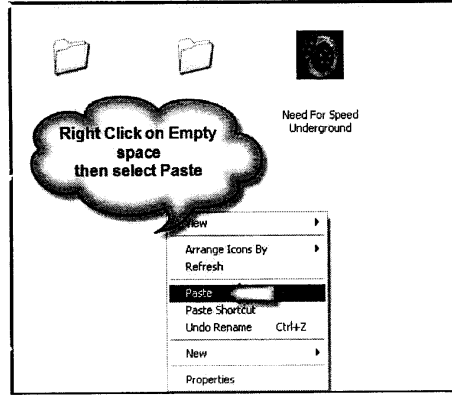 Need For Speed
Underground
Right Click on Empty
space
then select Paste
New
Arrange Icons By
Refresh
Paste
Paste Shortcut
Undo Rename Ctrl+Z
New
Properties